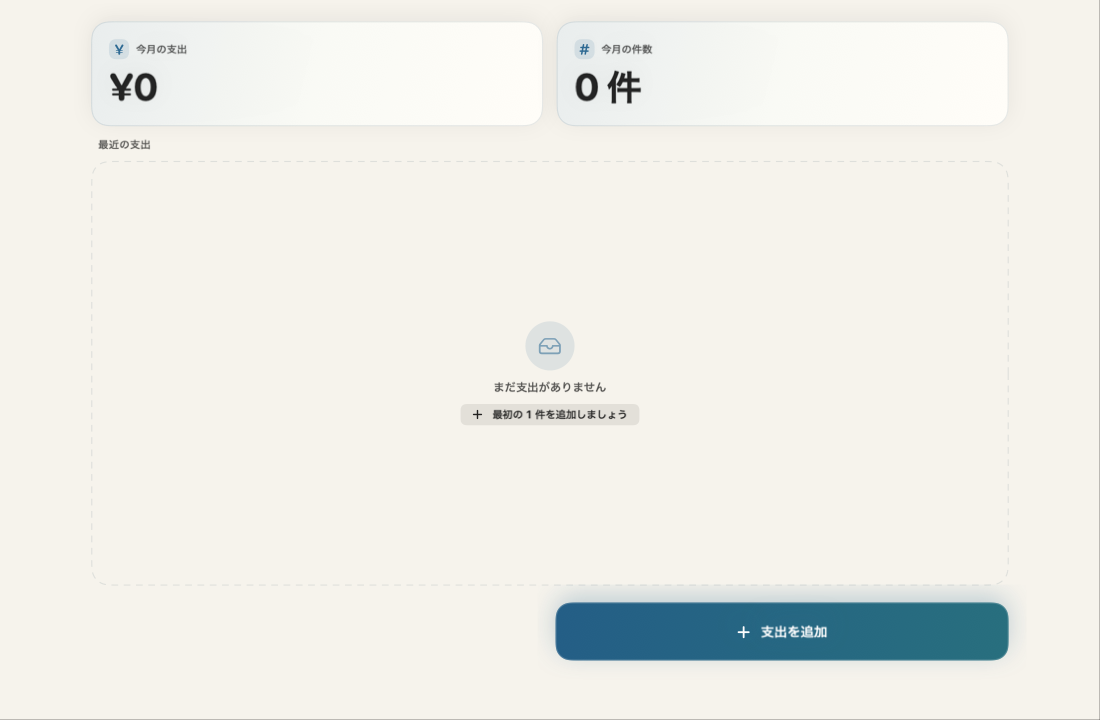 ¥ 今月の支出
¥0
# 今月の件数
0 件
最近の支出
まだ支出がありません
+ 最初の 1 件を追加しましょう
+ 支出を追加